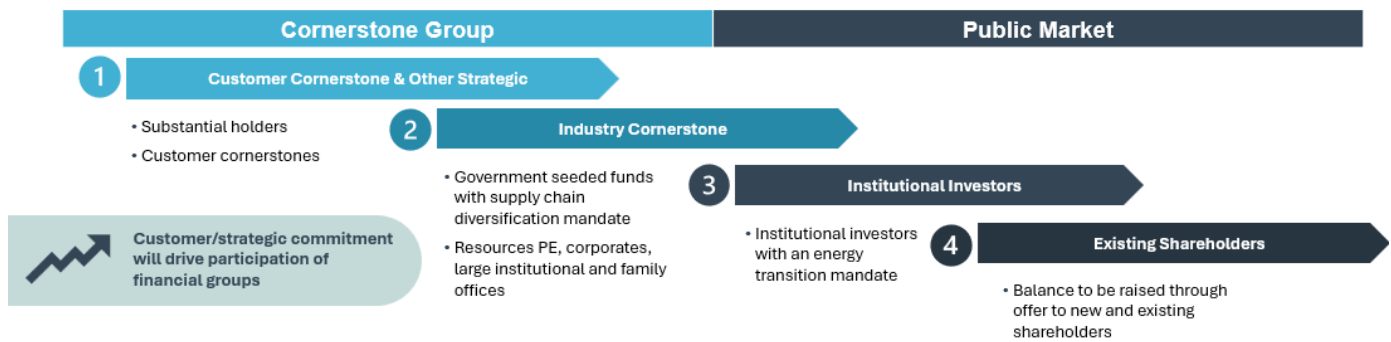 Cornerstone Group
Public Market
1
Customer Cornerstone & Other Strategic
• Substantial holders
• Customer cornerstones
2
Industry Cornerstone
• Government seeded funds
with supply chain
diversification mandate
• Resources PE, corporates,
large institutional and family
offices
3
Institutional Investors
• Institutional investors
with an energy
transition mandate
4
Existing Shareholders
• Balance to be raised through
offer to new and existing
shareholders
Customer/strategic commitment
will drive participation of
financial groups